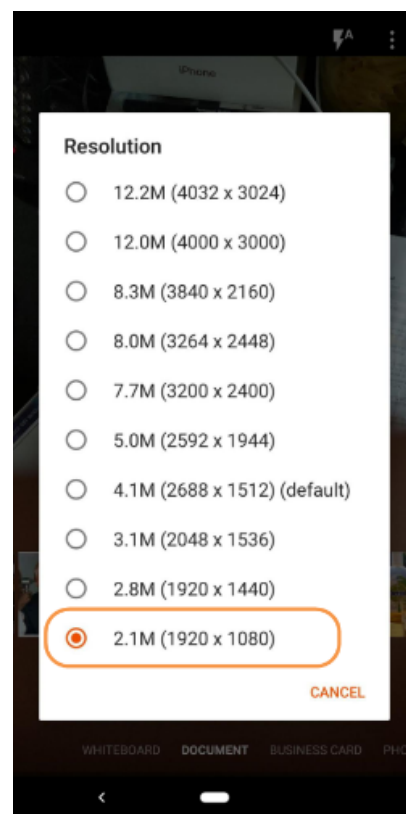 A
iPhone
Resolution
12.2M (4032 x 3024)
12.0M (4000 x 3000)
8.3M (3840 x 2160)
8.0M (3264 x 2448)
7.7M (3200 x 2400)
5.0M (2592 x 1944)
4.1M (2688 x 1512) (default)
3.1M (2048 x 1536)
2.8M (1920 x 1440)
2.1M (1920 x 1080)
CANCEL
WHITEBOARD DOCUMENT BUSINESS CARD PHO